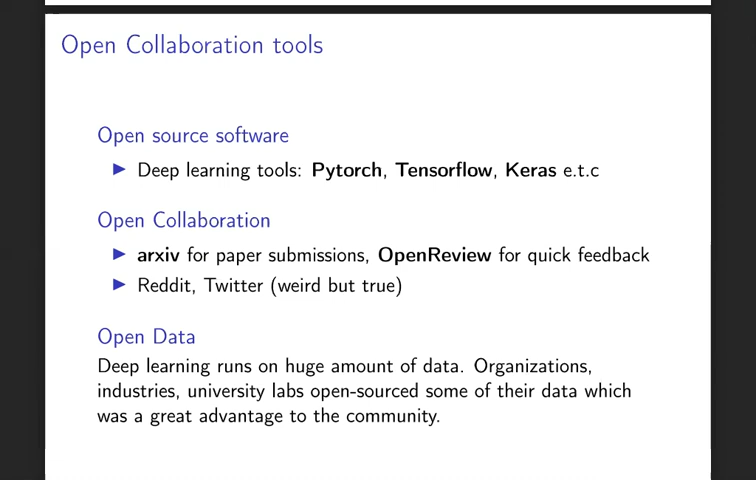 Open Collaboration tools
Open source software
▶ Deep learning tools: Pytorch, Tensorflow, Keras e.t.c
Open Collaboration
▶ arxiv for paper submissions, OpenReview for quick feedback
▶ Reddit, Twitter (weird but true)
Open Data
Deep learning runs on huge amount of data. Organizations,
industries, university labs open-sourced some of their data which
was a great advantage to the community.